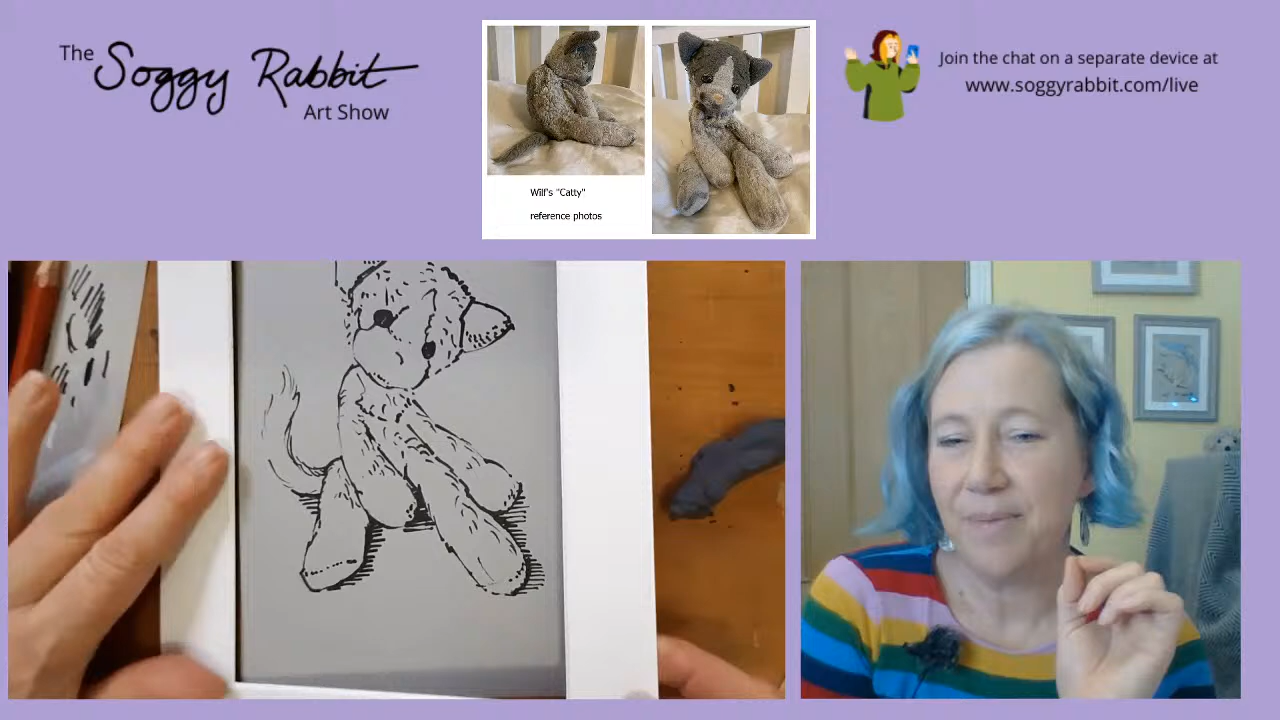 The
Soggy Rabbit
Art Show
Wilf's "Catty"
reference photos
Join the chat on a separate device at
www.soggyrabbit.com/live